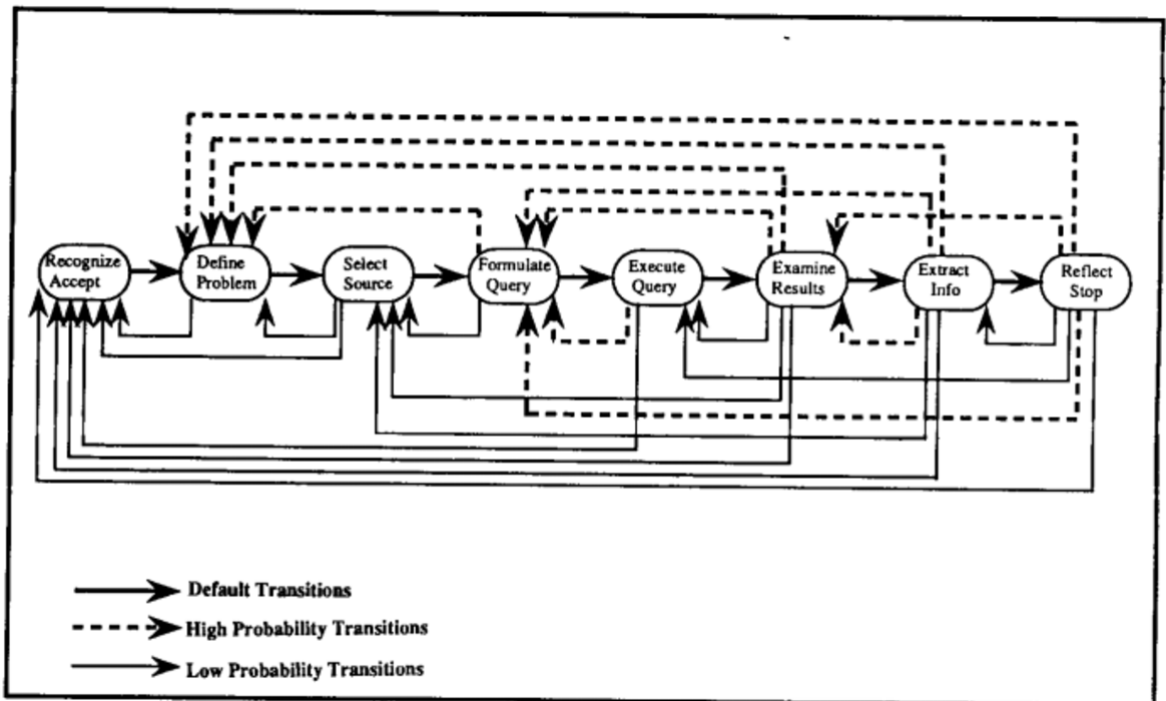 Recognize
Accept
Define
Problem
Select
Source
Formulate
Query
Execute
Query
Examine
Results
Extract
Info
Reflect
Stop
Default Transitions
High Probability Transitions
Low Probability Transitions